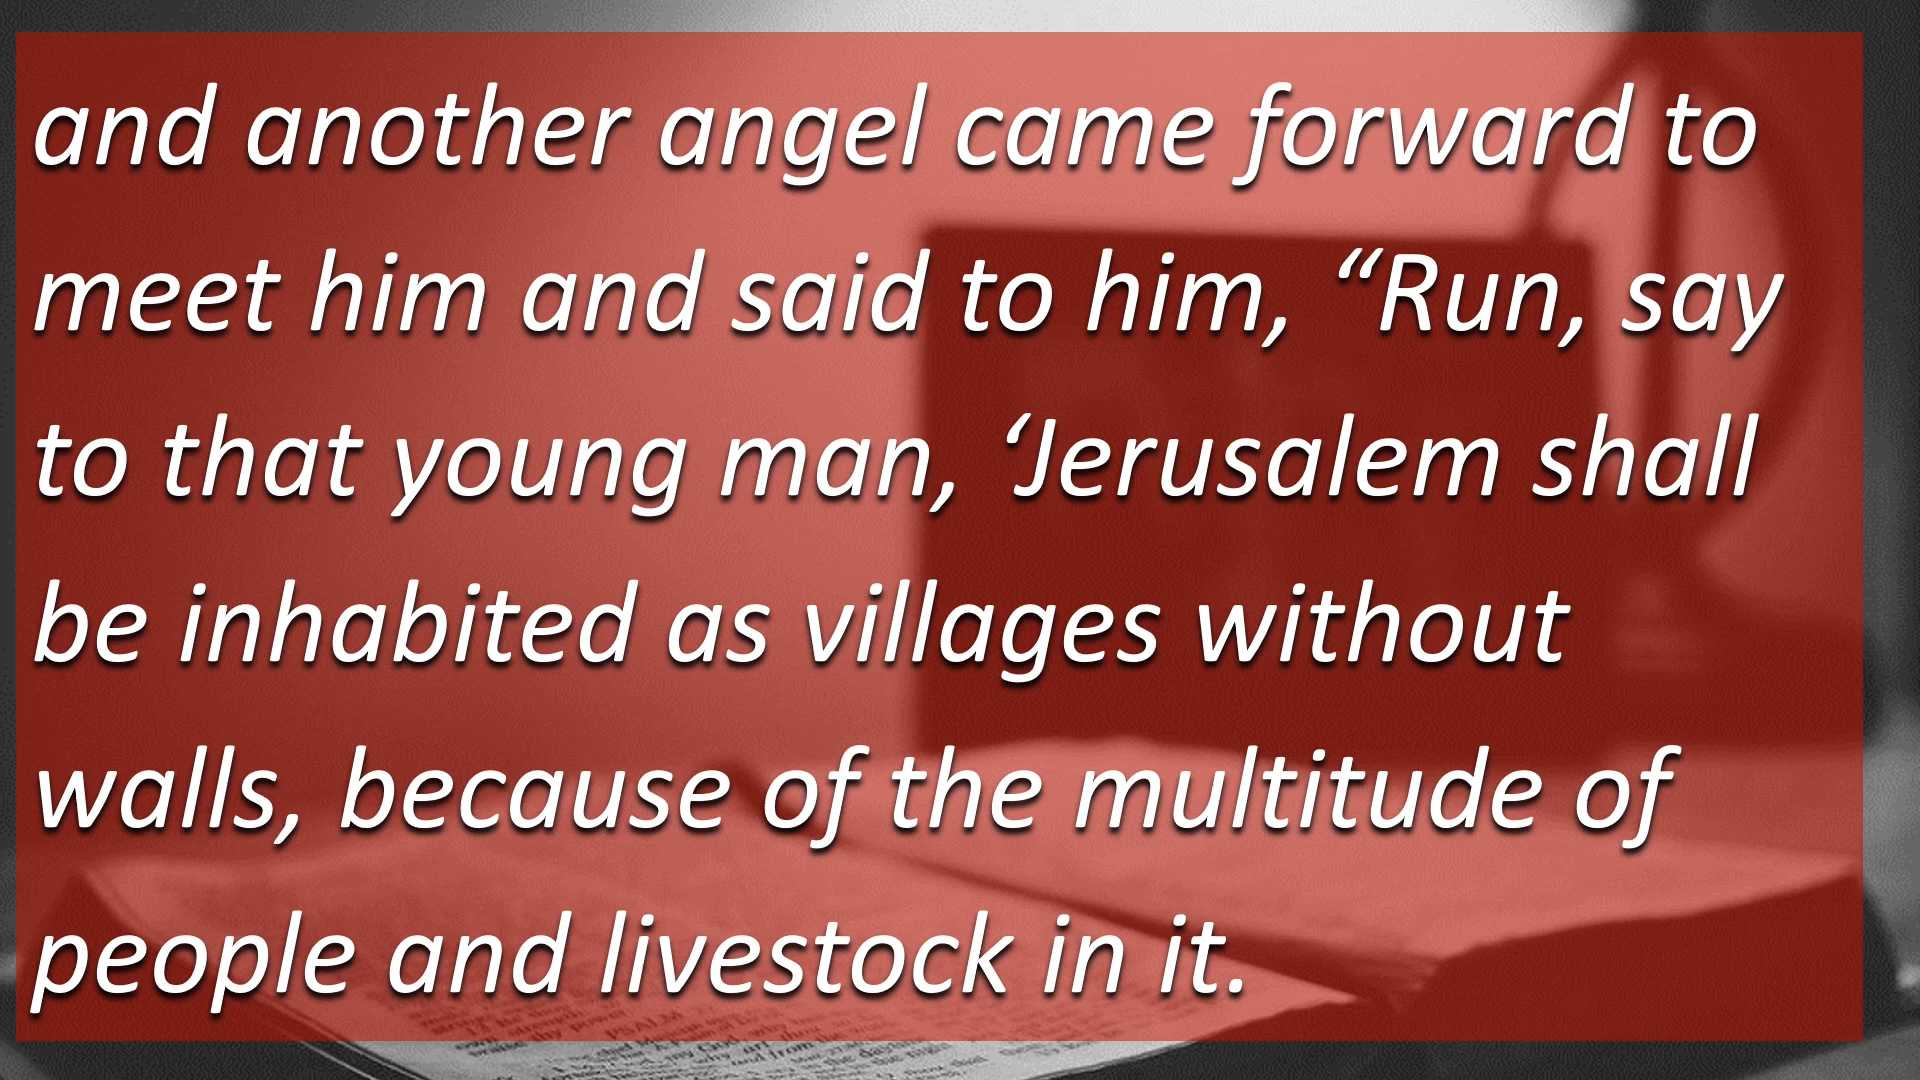 and another angel came forward to
meet him and said to him, “Run, say
to that young man, ‘Jerusalem shall
be inhabited as villages without
walls, because of the multitude of
people and livestock in it.
PSALM